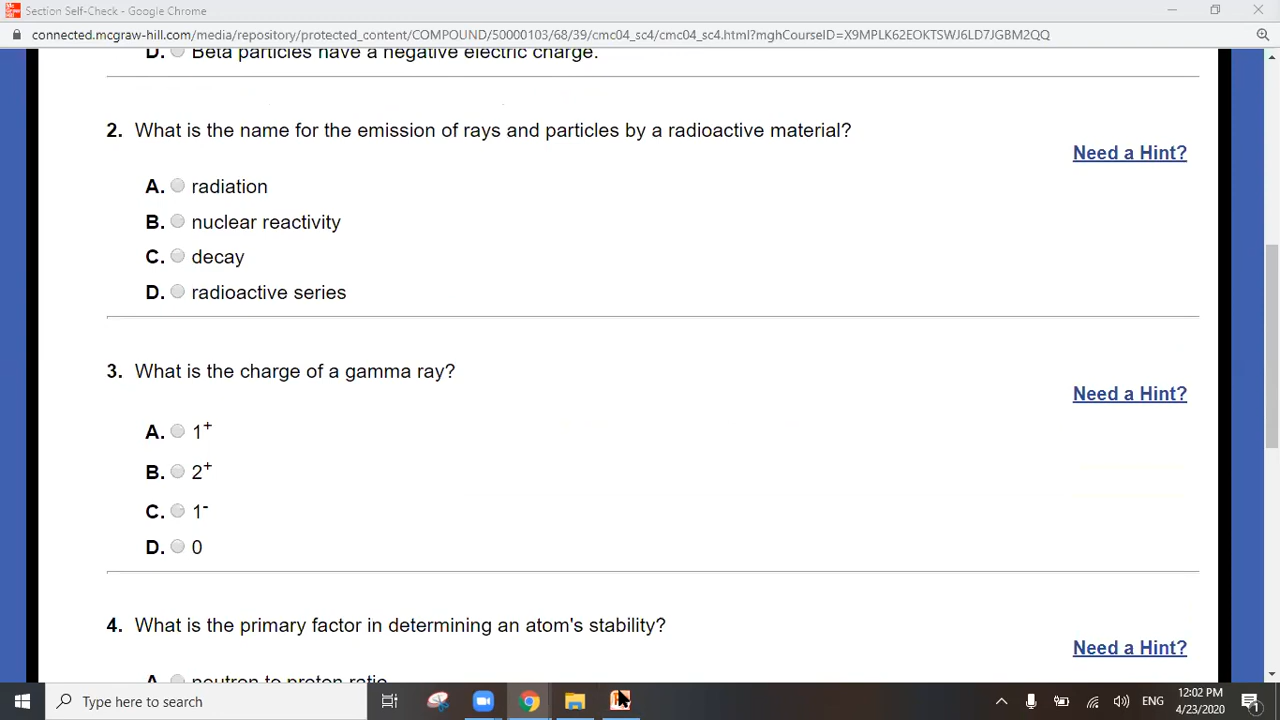 Section Self-Check - Google Chrome
connected.mcgraw-hill.com/media/repository/protected_content/COMPOUND/50000103/68/39/cmc04_sc4/cmc04_sc4.html?mghCourseID=X9MPLK62EOKTSWJ6LD7JGBM2QQ
D. Beta particles have a negative electric charge.
2. What is the name for the emission of rays and particles by a radioactive material?
Need a Hint?
A. radiation
B. nuclear reactivity
C. decay
D. radioactive series
3. What is the charge of a gamma ray?
Need a Hint?
A. 1⁺
B. 2⁺
C. 1⁻
D. 0
4. What is the primary factor in determining an atom's stability?
Need a Hint?
A. neutron to proton ratio
Type here to search
ENG
12:02 PM
4/23/2020
1